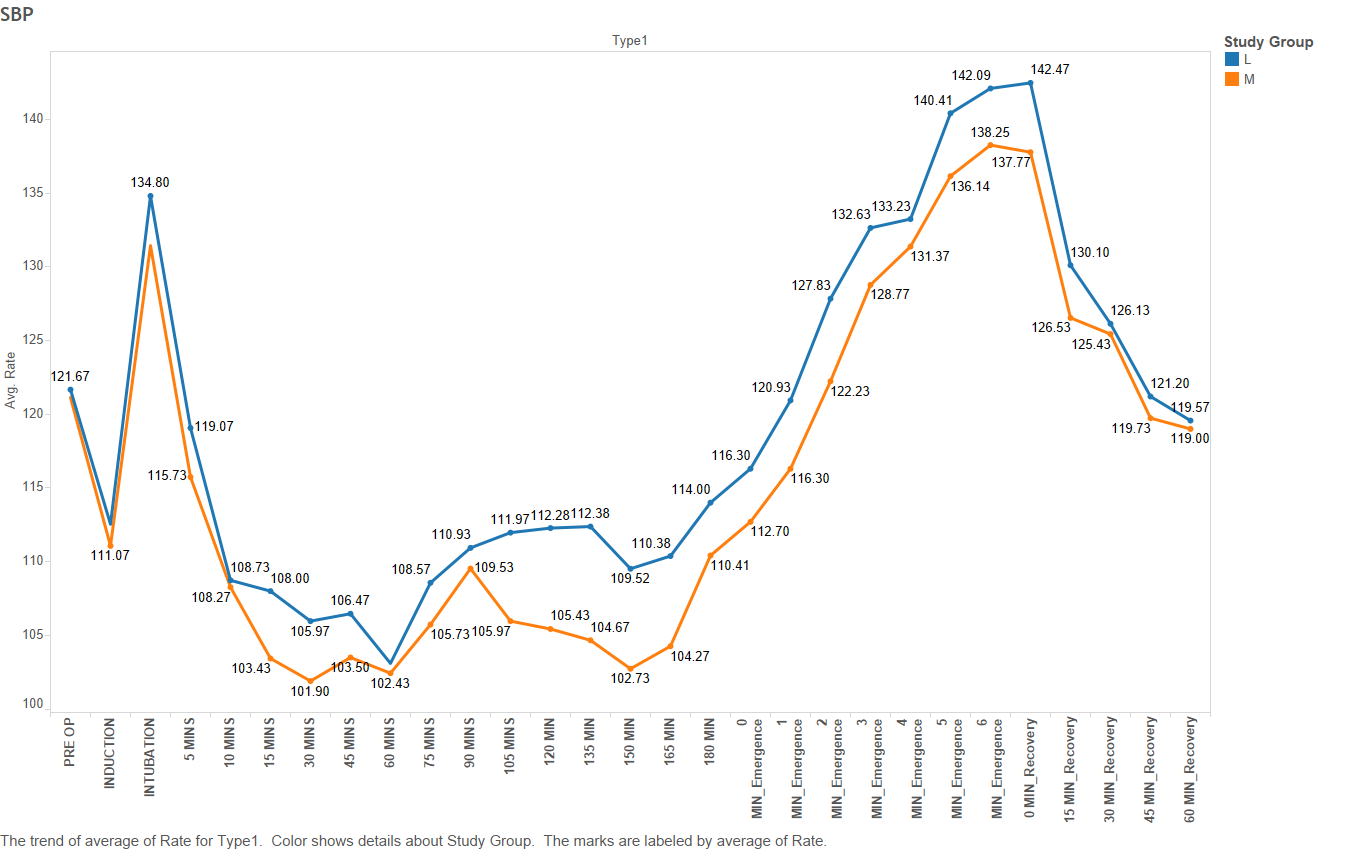 SBP
Type1
Study Group
L
M
Avg. Rate
140
135
130
125
120
115
110
105
100
121.67
111.07
134.80
119.07
115.73
108.73
108.27
108.00
103.43
105.97
101.90
106.47
103.50
102.43
108.57
105.73
110.93
109.53
111.97
105.97
112.28
105.43
112.38
104.67
109.52
102.73
110.38
104.27
114.00
110.41
116.30
112.70
120.93
116.30
127.83
122.23
132.63
128.77
133.23
131.37
140.41
136.14
142.09
138.25
142.47
137.77
130.10
126.53
126.13
125.43
121.20
119.73
119.57
119.00
PRE OP
INDUCTION
INTUBATION
5 MINS
10 MINS
15 MINS
30 MINS
45 MINS
60 MINS
75 MINS
90 MINS
105 MINS
120 MIN
135 MIN
150 MIN
165 MIN
180 MIN
0
MIN_Emergence
1
MIN_Emergence
2
MIN_Emergence
3
MIN_Emergence
4
MIN_Emergence
5
MIN_Emergence
6
MIN_Emergence
0 MIN_Recovery
15 MIN_Recovery
30 MIN_Recovery
45 MIN_Recovery
60 MIN_Recovery
The trend of average of Rate for Type1.  Color shows details about Study Group.  The marks are labeled by average of Rate.